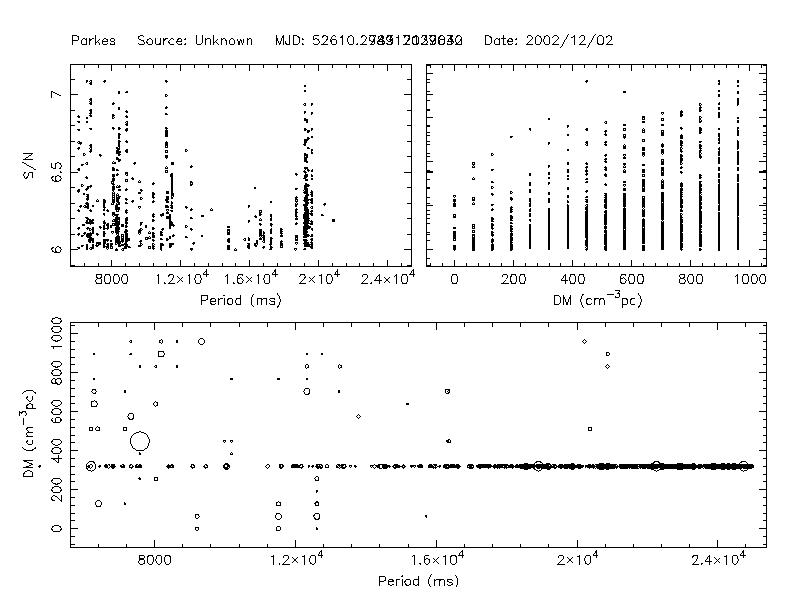 Parkes Source: Unknown MJD: Date: 2002/12/02
S/N
7
6.5
6
8000 1.2×10⁴ 1.6×10⁴ 2×10⁴ 2.4×10⁴
Period (ms)
0 200 400 600 800 1000
DM (cm⁻³pc)
DM (cm⁻³pc)
1000
800
600
400
200
0
8000 1.2×10⁴ 1.6×10⁴ 2×10⁴ 2.4×10⁴
Period (ms)